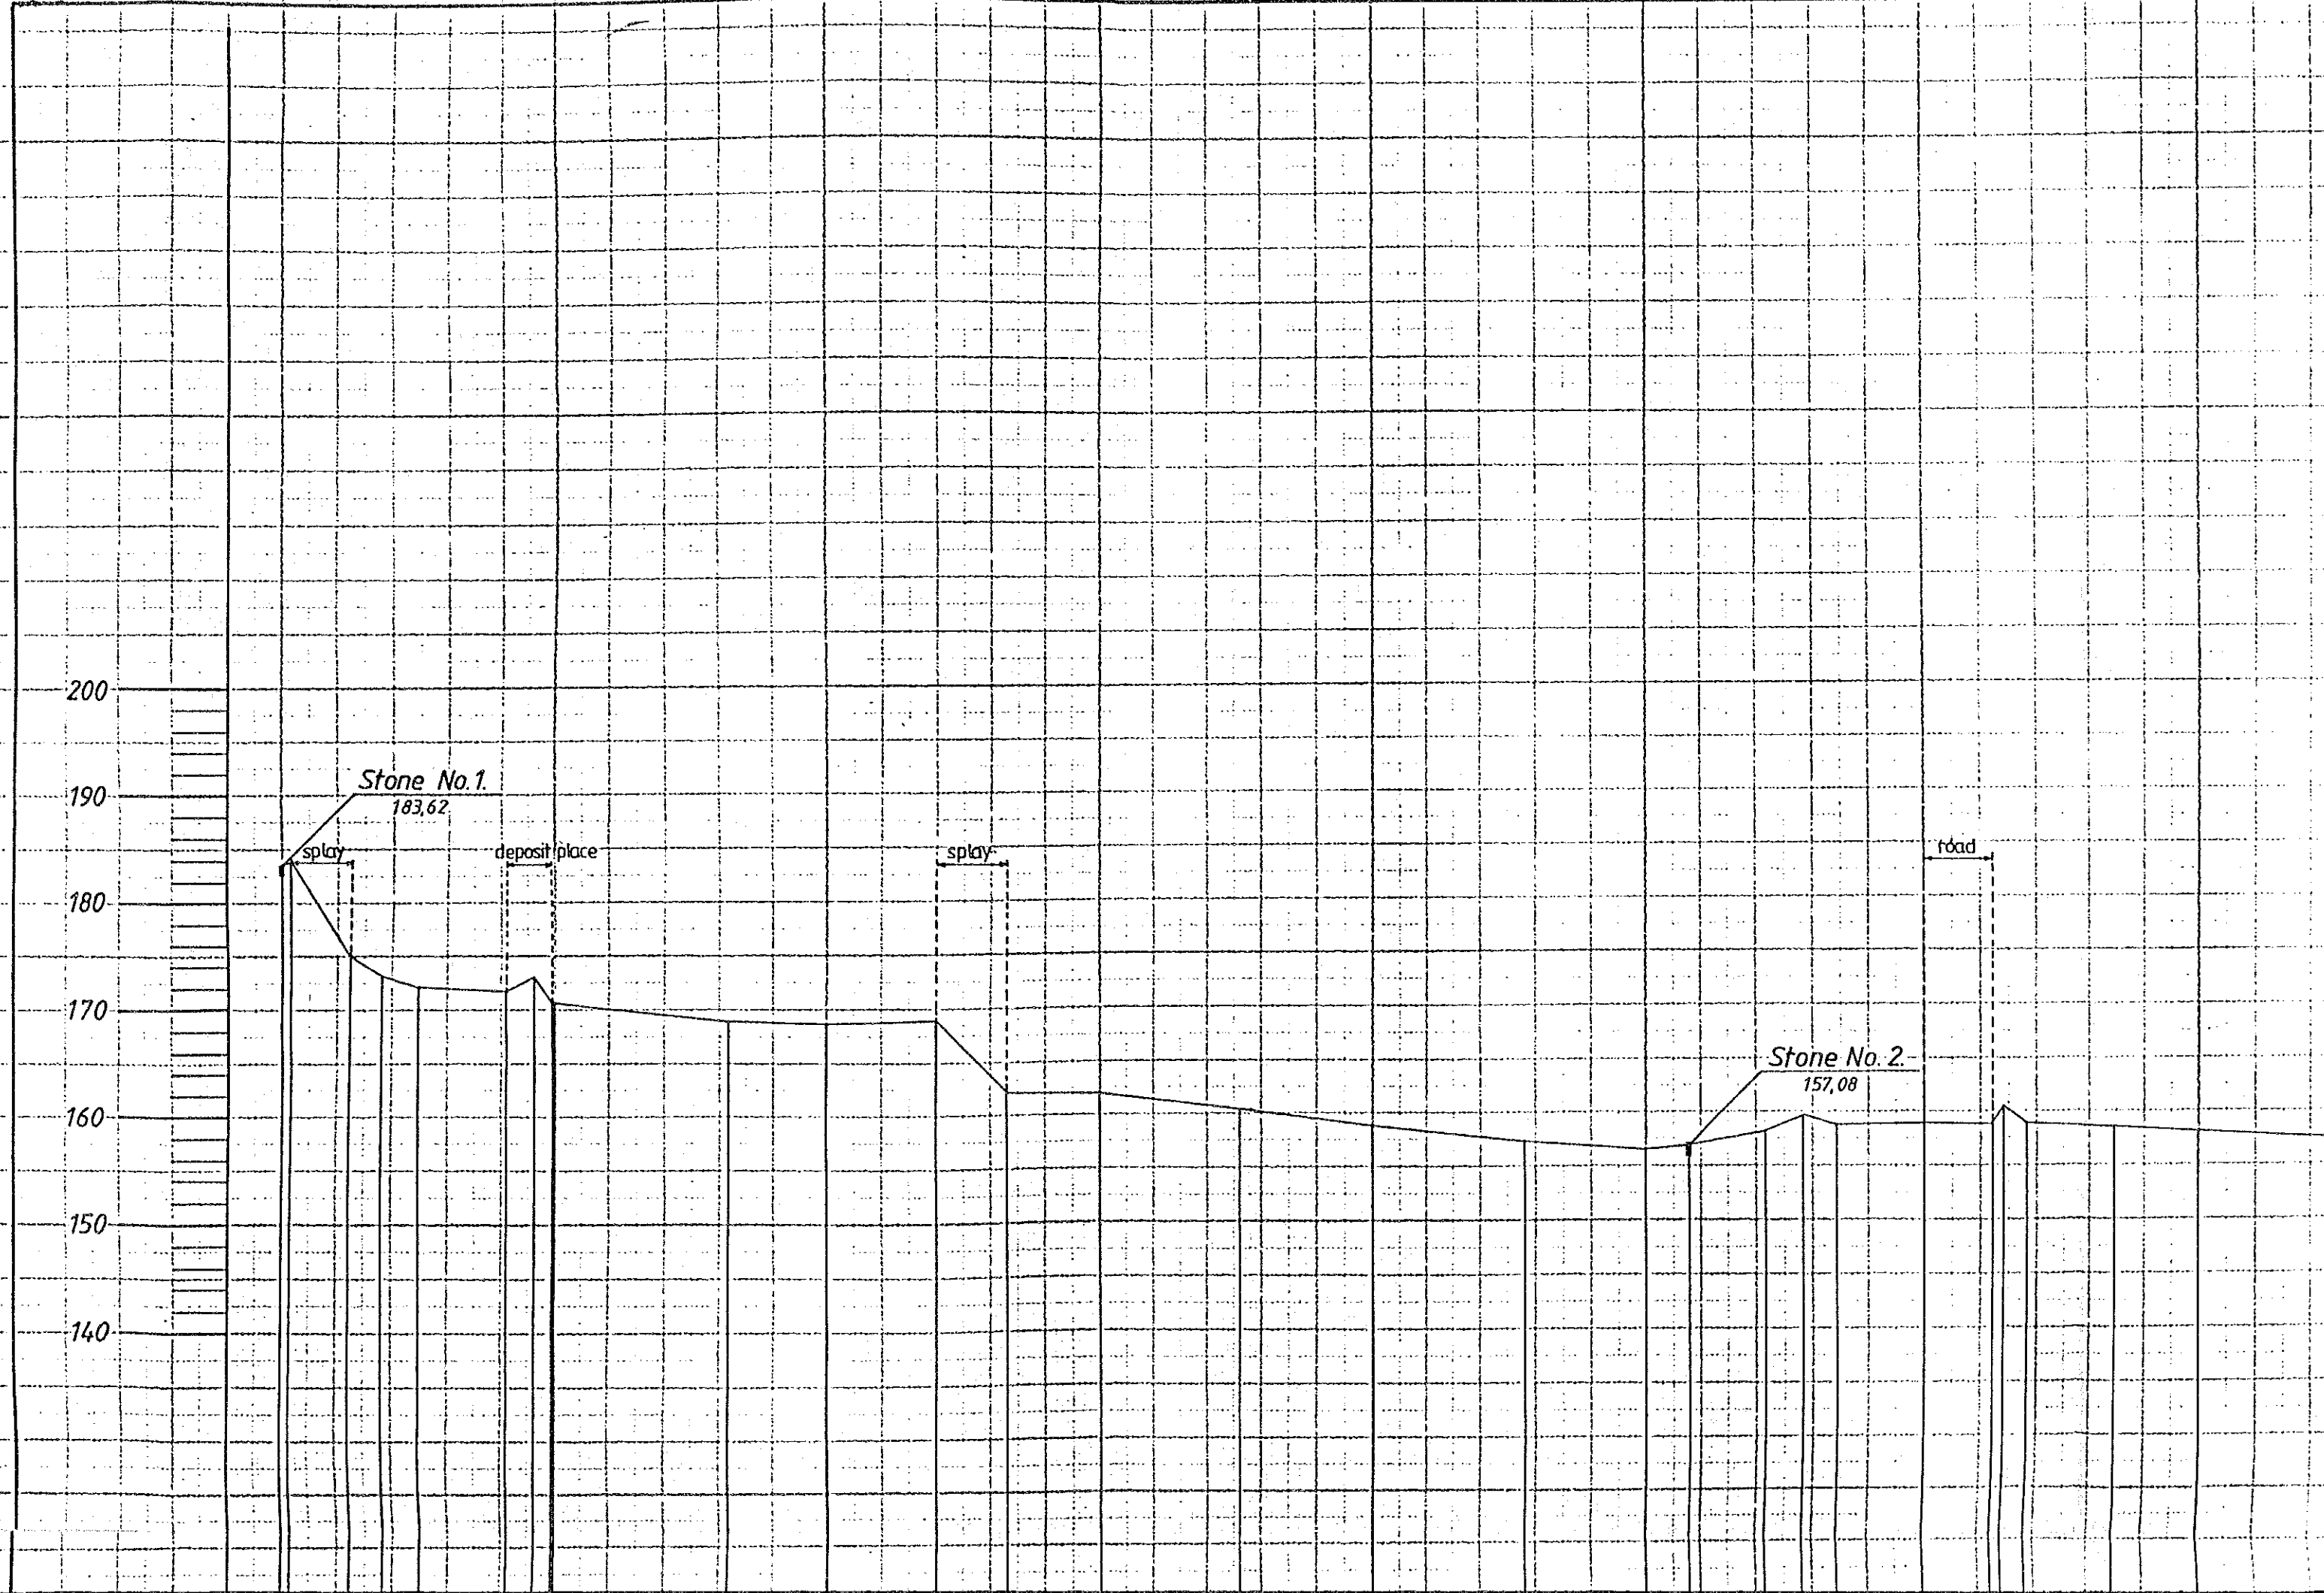 200
190
Stone No. 1.
183,62
splay
deposit place
splay
road
180
170
Stone No. 2.
157,08
160
150
140